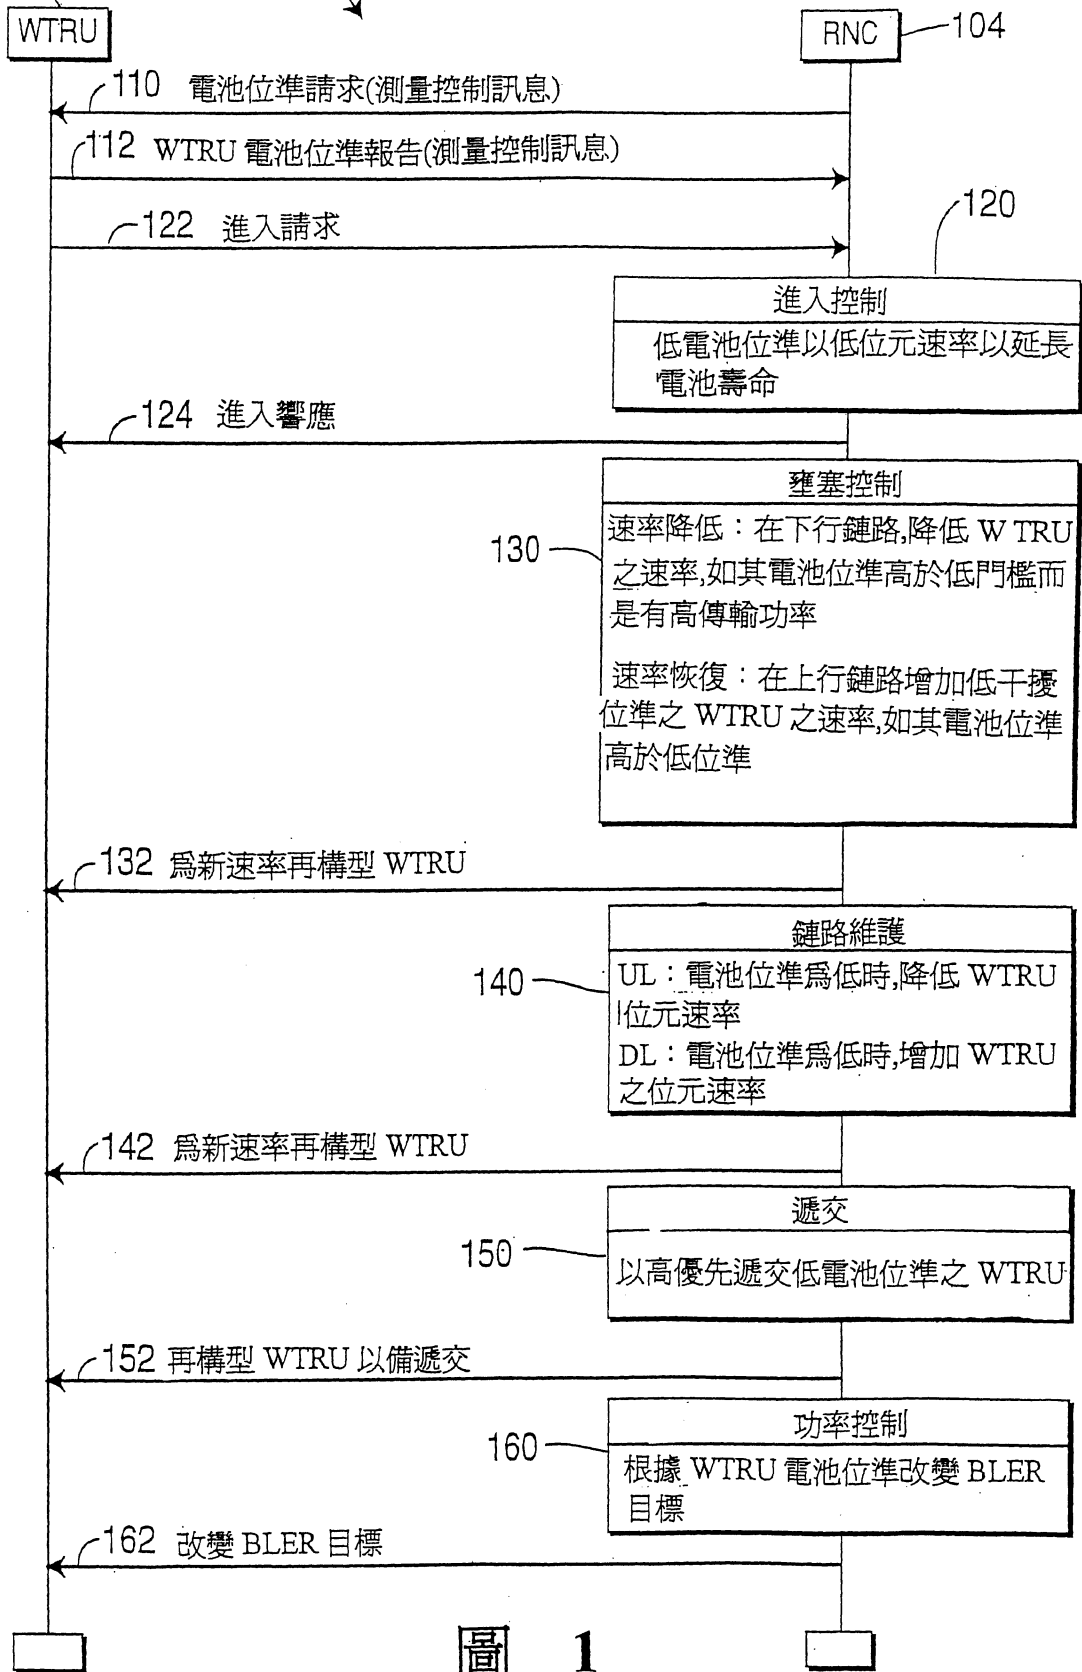 WTRU
RNC
104
110 電池位準請求(測量控制訊息)
112 WTRU 電池位準報告(測量控制訊息)
122 進入請求
120
進入控制
低電池位準以低位元速率以延長
電池壽命
124 進入響應
壅塞控制
130
速率降低：在下行鏈路,降低 W TRU
之速率,如其電池位準高於低門檻而
是有高傳輸功率
速率恢復：在上行鏈路增加低干擾
位準之 WTRU 之速率,如其電池位準
高於低位準
132 爲新速率再構型 WTRU
鏈路維護
140
UL：電池位準爲低時,降低 WTRU
位元速率
DL：電池位準爲低時,增加 WTRU
之位元速率
142 爲新速率再構型 WTRU
遞交
150
以高優先遞交低電池位準之 WTRU
152 再構型 WTRU 以備遞交
功率控制
160
根據 WTRU 電池位準改變 BLER
目標
162 改變 BLER 目標
圖 1